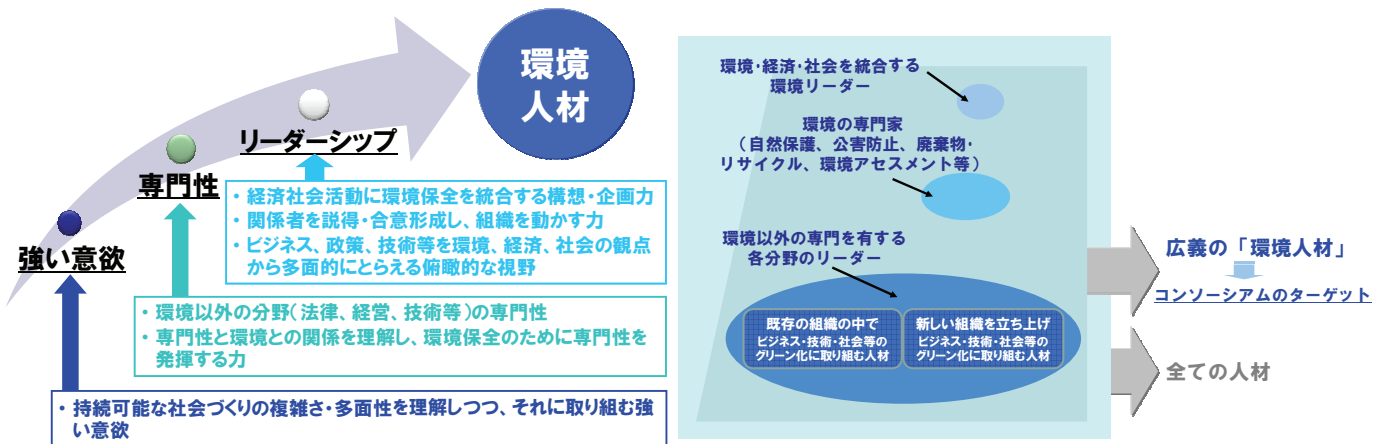 環境
人材
リーダーシップ
専門性
強い意欲
・経済社会活動に環境保全を統合する構想・企画力
・関係者を説得・合意形成し、組織を動かす力
・ビジネス、政策、技術等を環境、経済、社会の観点
から多面的にとらえる俯瞰的な視野
・環境以外の分野(法律、経営、技術等)の専門性
・専門性と環境との関係を理解し、環境保全のために専門性を
発揮する力
・持続可能な社会づくりの複雑さ・多面性を理解しつつ、それに取り組む強
い意欲
環境・経済・社会を統合する
環境リーダー
環境の専門家
(自然保護、公害防止、廃棄物・
リサイクル、環境アセスメント等)
環境以外の専門を有する
各分野のリーダー
既存の組織の中で
ビジネス・技術・社会等の
グリーン化に取り組む人材
新しい組織を立ち上げ
ビジネス・技術・社会等の
グリーン化に取り組む人材
広義の「環境人材」
コンソーシアムのターゲット
全ての人材